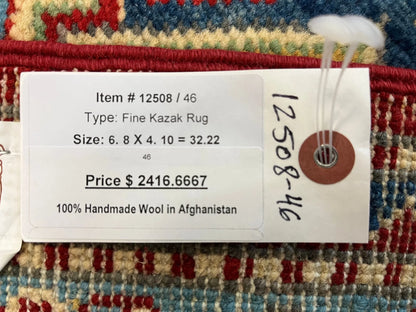 Item # 12508 / 46
Type: Fine Kazak Rug
Size: 6. 8 X 4. 10 = 32.22
46
Price $ 2416.6667
100% Handmade Wool in Afghanistan
12508-46